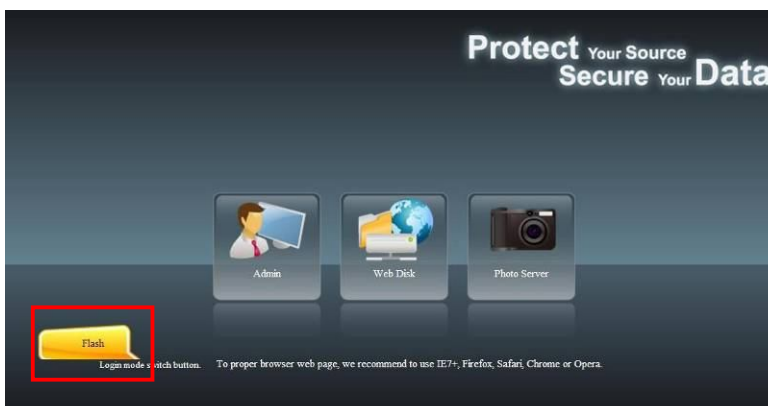 Protect Your Source
Secure Your Data
Admin
Web Disk
Photo Server
Flash
Login mode switch button. To proper browser web page, we recommend to use IE7+, Firefox, Safari, Chrome or Opera.